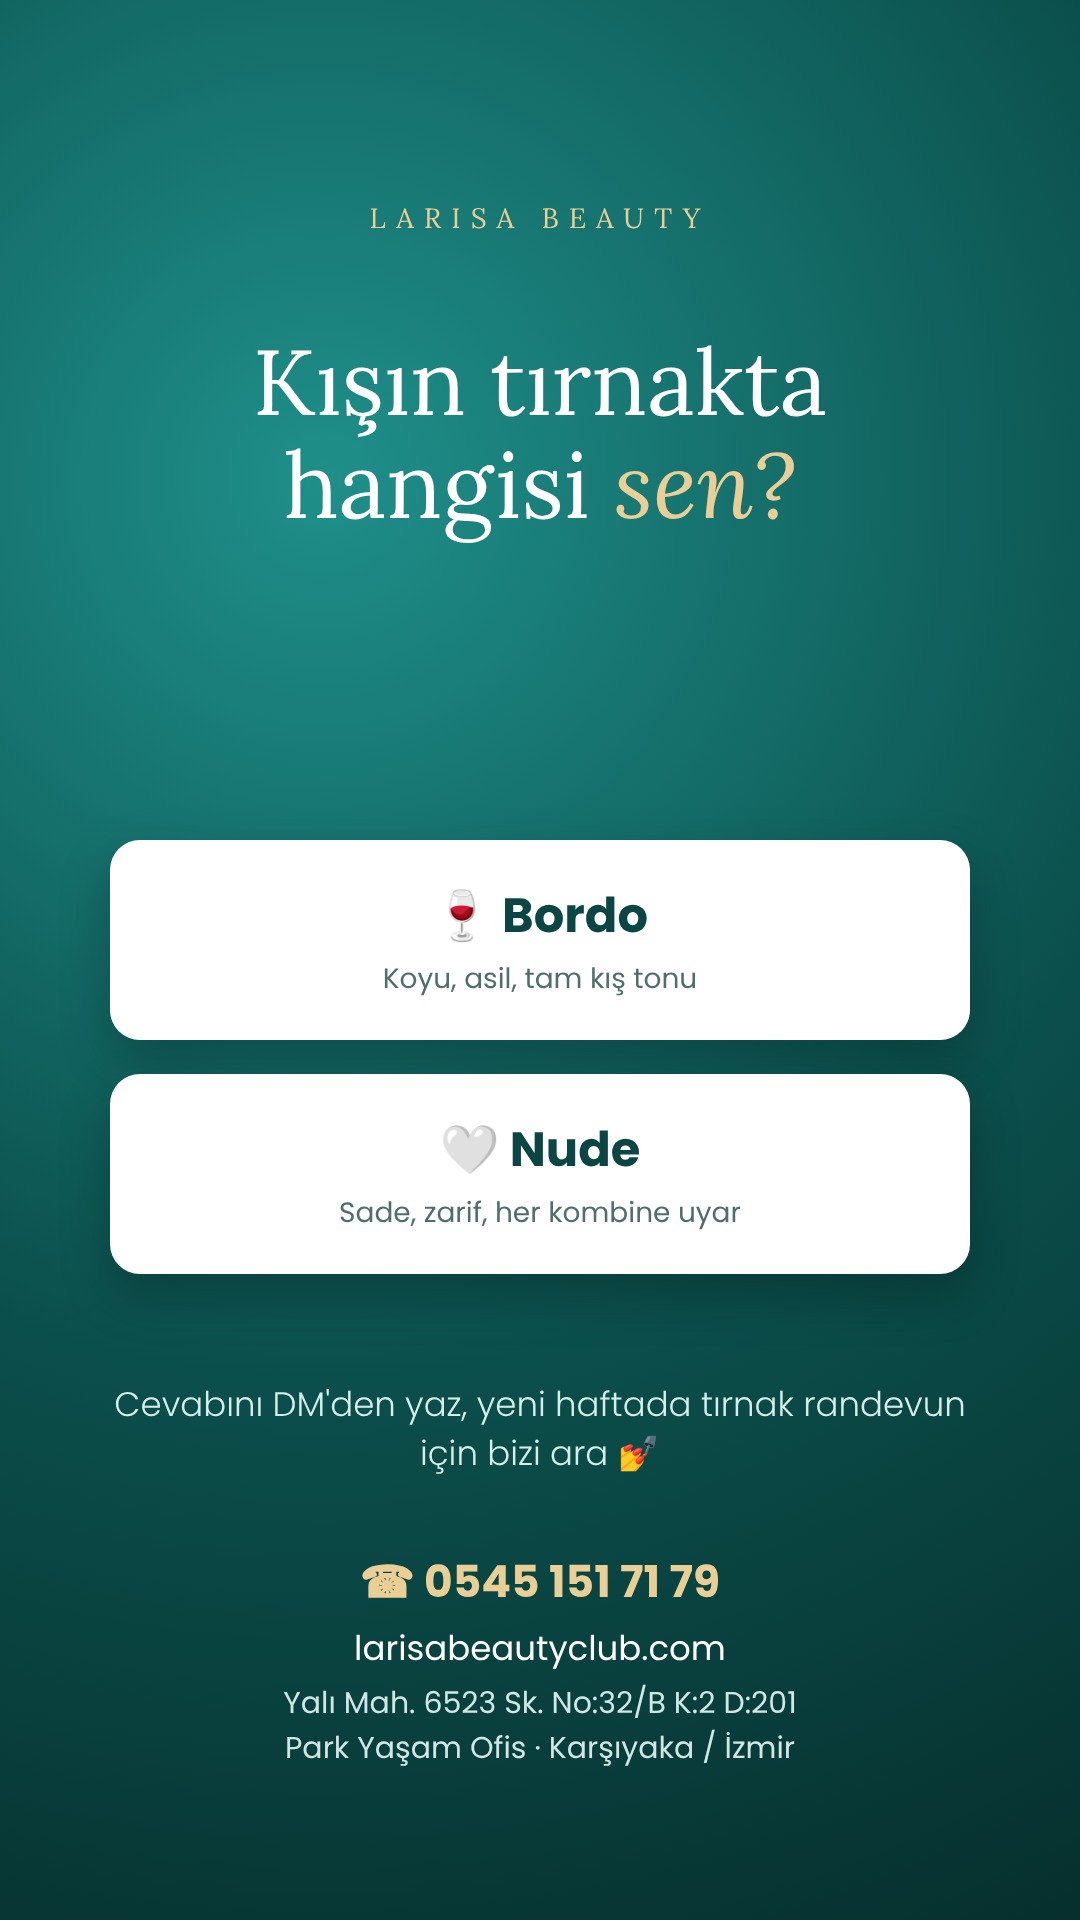 LARISA BEAUTY
Kışın tırnakta
hangisi sen?
🍷 Bordo
Koyu, asil, tam kış tonu
🤍 Nude
Sade, zarif, her kombine uyar
Cevabını DM'den yaz, yeni haftada tırnak randevun
için bizi ara 💅
☎ 0545 151 71 79
larisabeautyclub.com
Yalı Mah. 6523 Sk. No:32/B K:2 D:201
Park Yaşam Ofis · Karşıyaka / İzmir